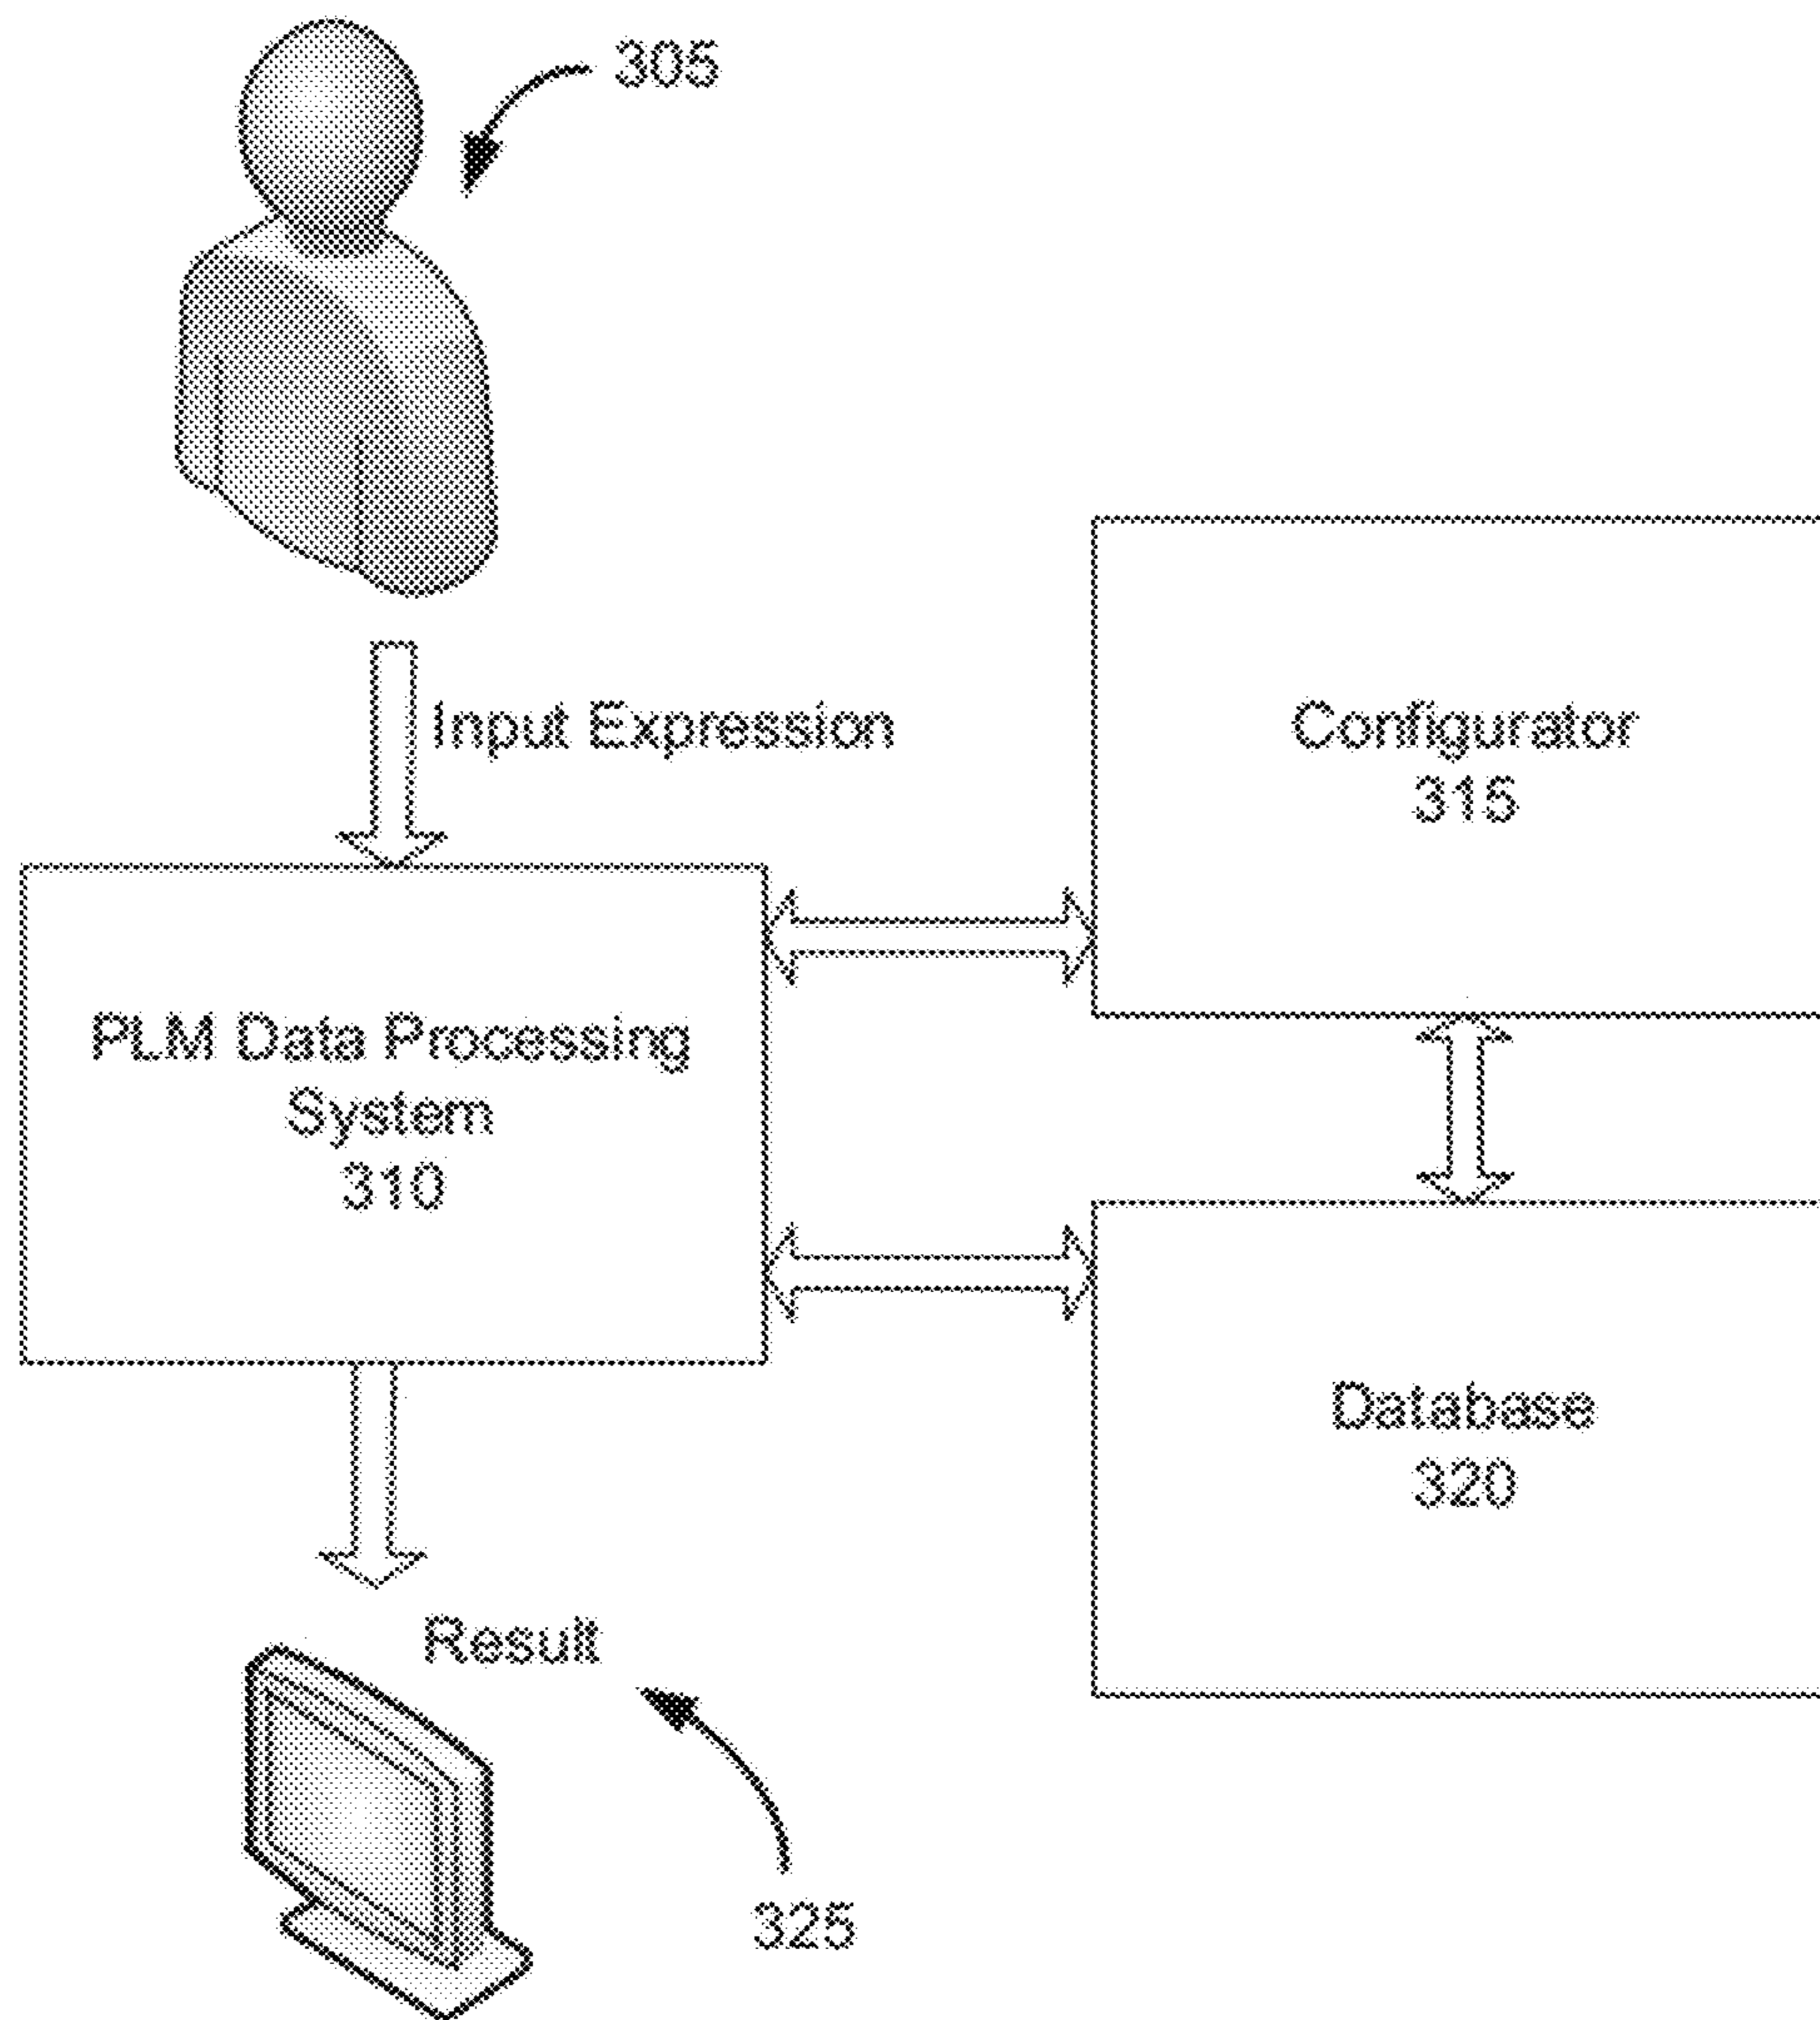 305
Input Expression
Configurator
315
PLM Data Processing
System
310
Database
320
Result
325